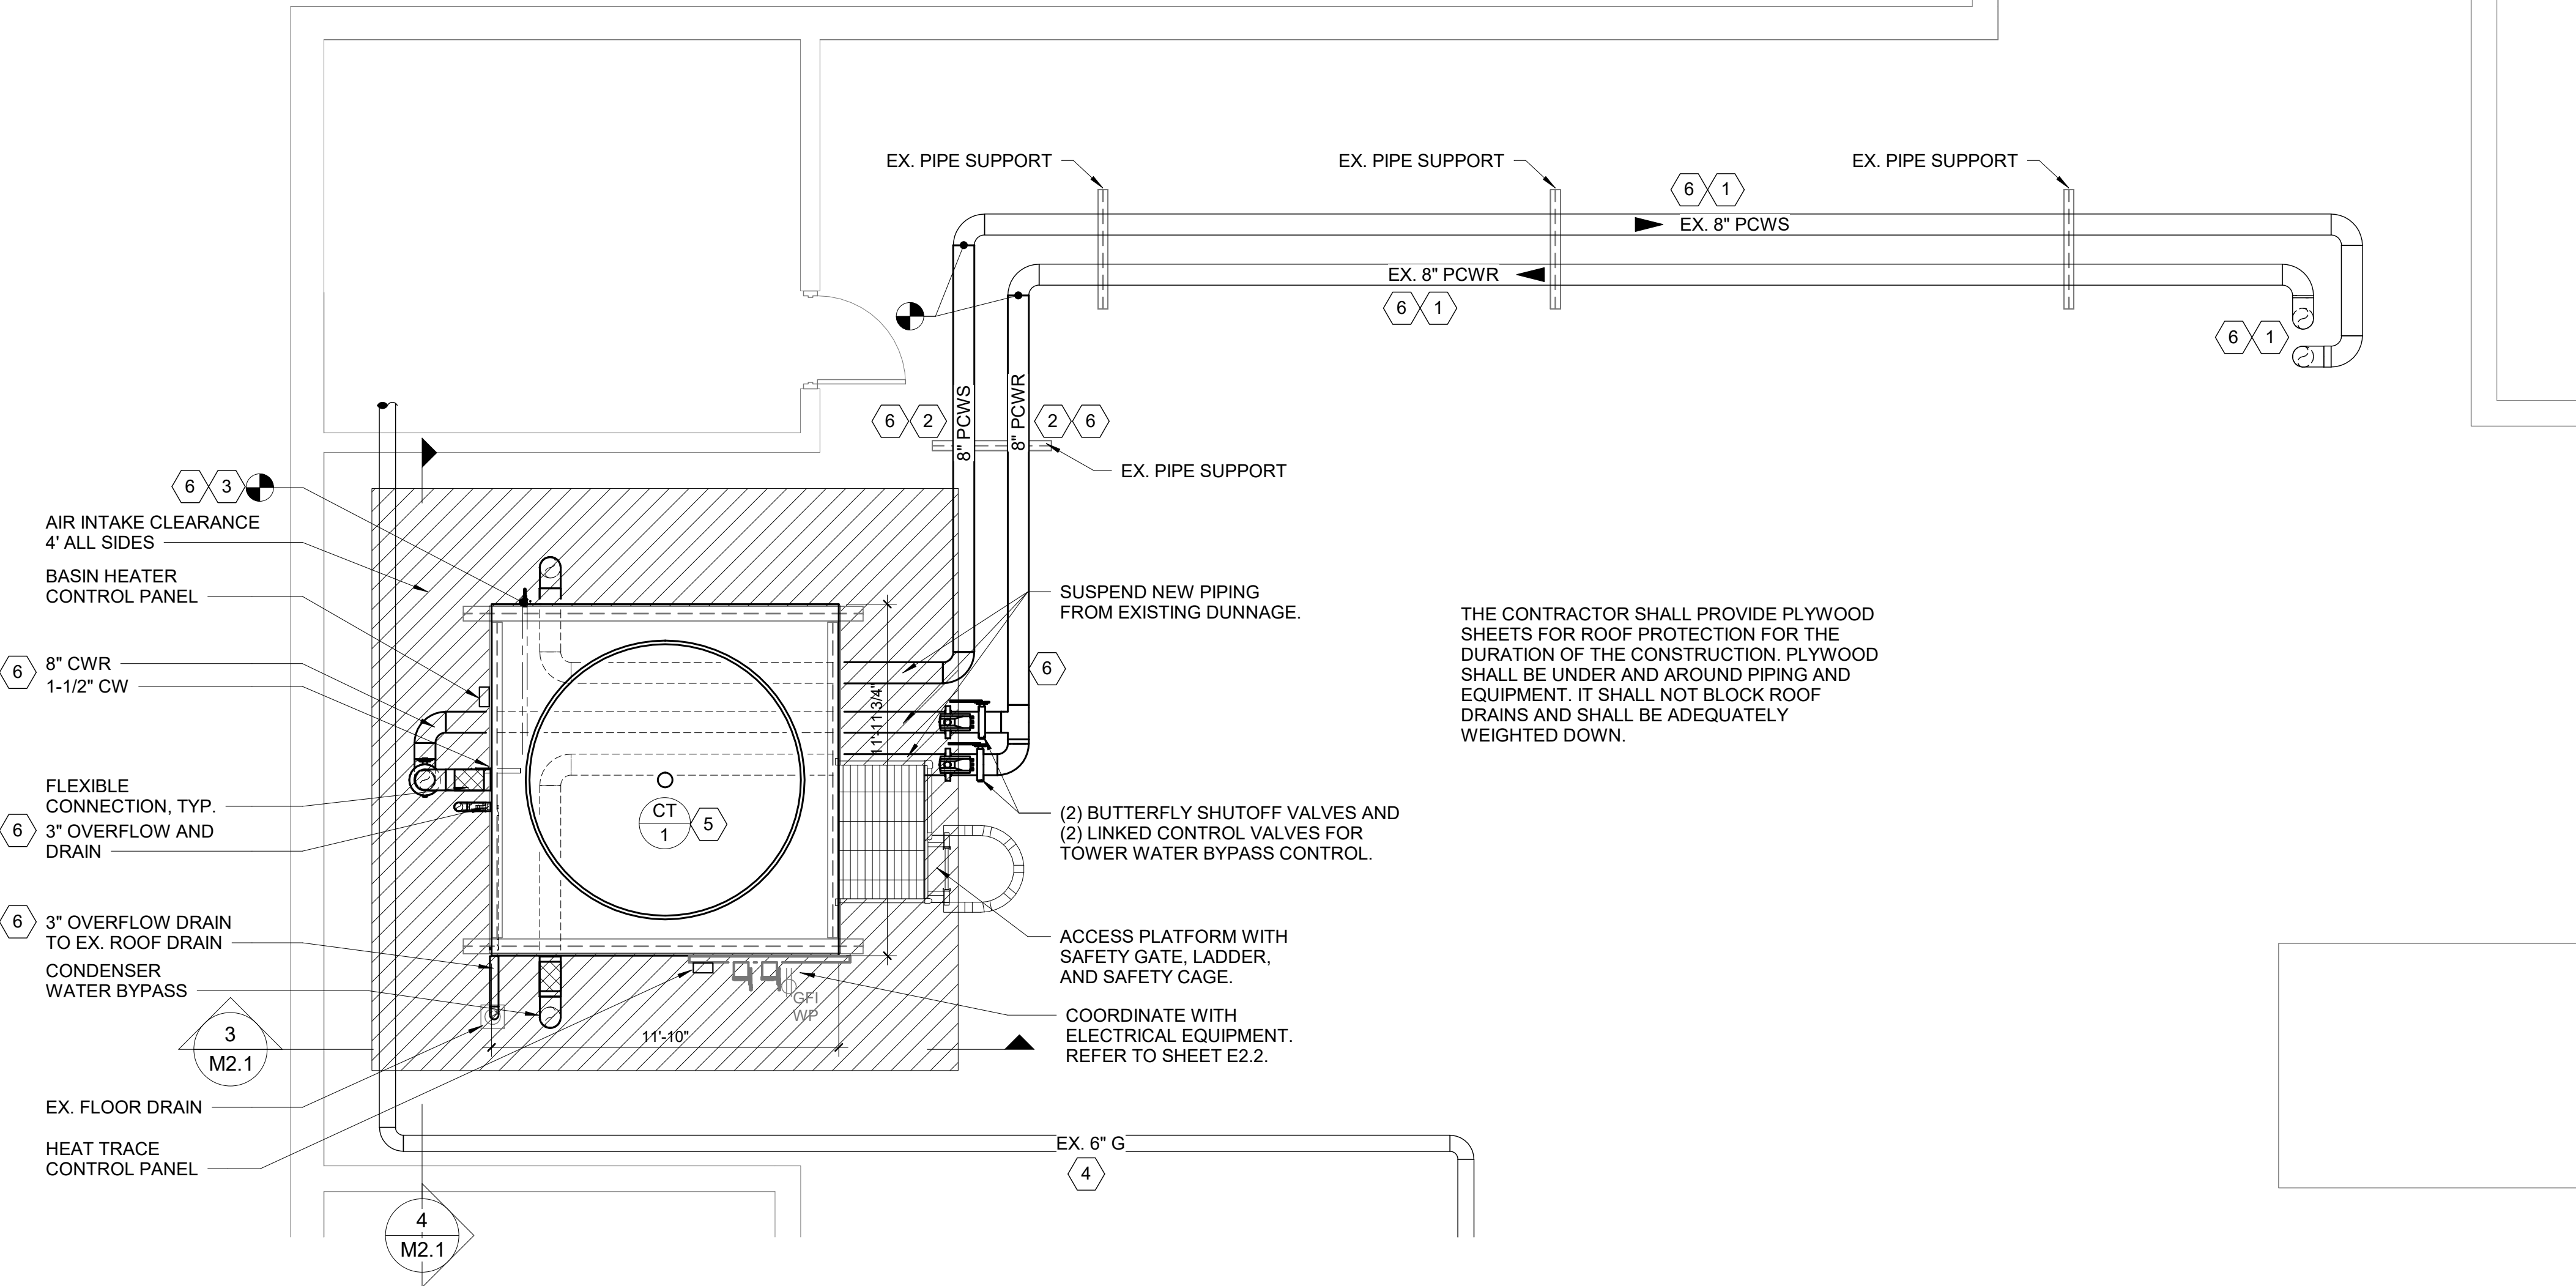 EX. PIPE SUPPORT
EX. PIPE SUPPORT
EX. PIPE SUPPORT
6 1
EX. 8" PCWS
EX. 8" PCWR
6 1
6 1
8" PCWS
8" PCWR
6 2
2 6
EX. PIPE SUPPORT
6 3
AIR INTAKE CLEARANCE
4' ALL SIDES
BASIN HEATER
CONTROL PANEL
6
8" CWR
1-1/2" CW
FLEXIBLE
CONNECTION, TYP.
6
3" OVERFLOW AND
DRAIN
6
3" OVERFLOW DRAIN
TO EX. ROOF DRAIN
CONDENSER
WATER BYPASS
3
M2.1
EX. FLOOR DRAIN
HEAT TRACE
CONTROL PANEL
4
M2.1
CT
1
5
11'-11 3/4"
11'-10"
GFI
WP
SUSPEND NEW PIPING
FROM EXISTING DUNNAGE.
6
(2) BUTTERFLY SHUTOFF VALVES AND
(2) LINKED CONTROL VALVES FOR
TOWER WATER BYPASS CONTROL.
ACCESS PLATFORM WITH
SAFETY GATE, LADDER,
AND SAFETY CAGE.
COORDINATE WITH
ELECTRICAL EQUIPMENT.
REFER TO SHEET E2.2.
EX. 6" G
4
THE CONTRACTOR SHALL PROVIDE PLYWOOD
SHEETS FOR ROOF PROTECTION FOR THE
DURATION OF THE CONSTRUCTION. PLYWOOD
SHALL BE UNDER AND AROUND PIPING AND
EQUIPMENT. IT SHALL NOT BLOCK ROOF
DRAINS AND SHALL BE ADEQUATELY
WEIGHTED DOWN.